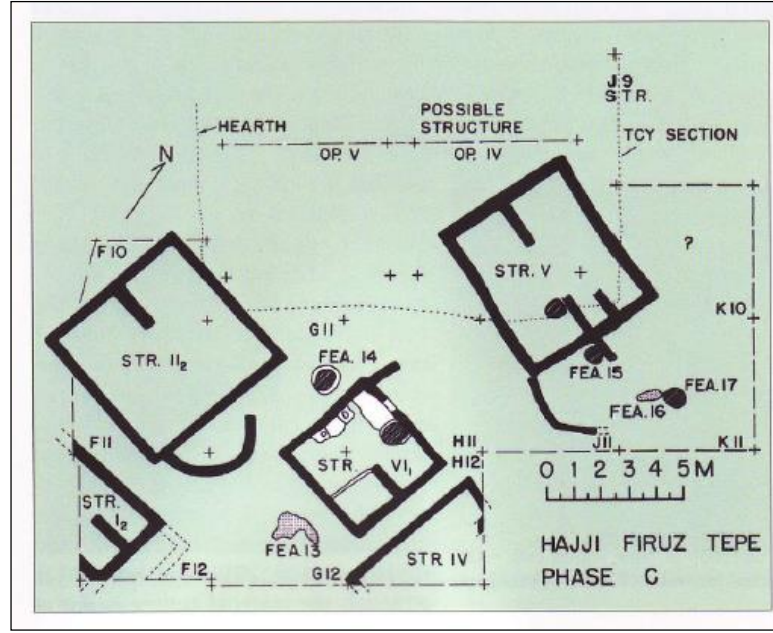 J9
STR.
POSSIBLE
STRUCTURE
HEARTH
TCY SECTION
OP. V
OP. IV
N
F10
?
STR. V
K10
G11
STR. II₂
FEA. 14
FEA. 15
FEA. 17
FEA. 16
F11
H11
J11
K11
H12
STR. VI₁
0 1 2 3 4 5 M
STR.
I₂
FEA. 13
STR IV
F12
G12
HAJJI FIRUZ TEPE
PHASE C